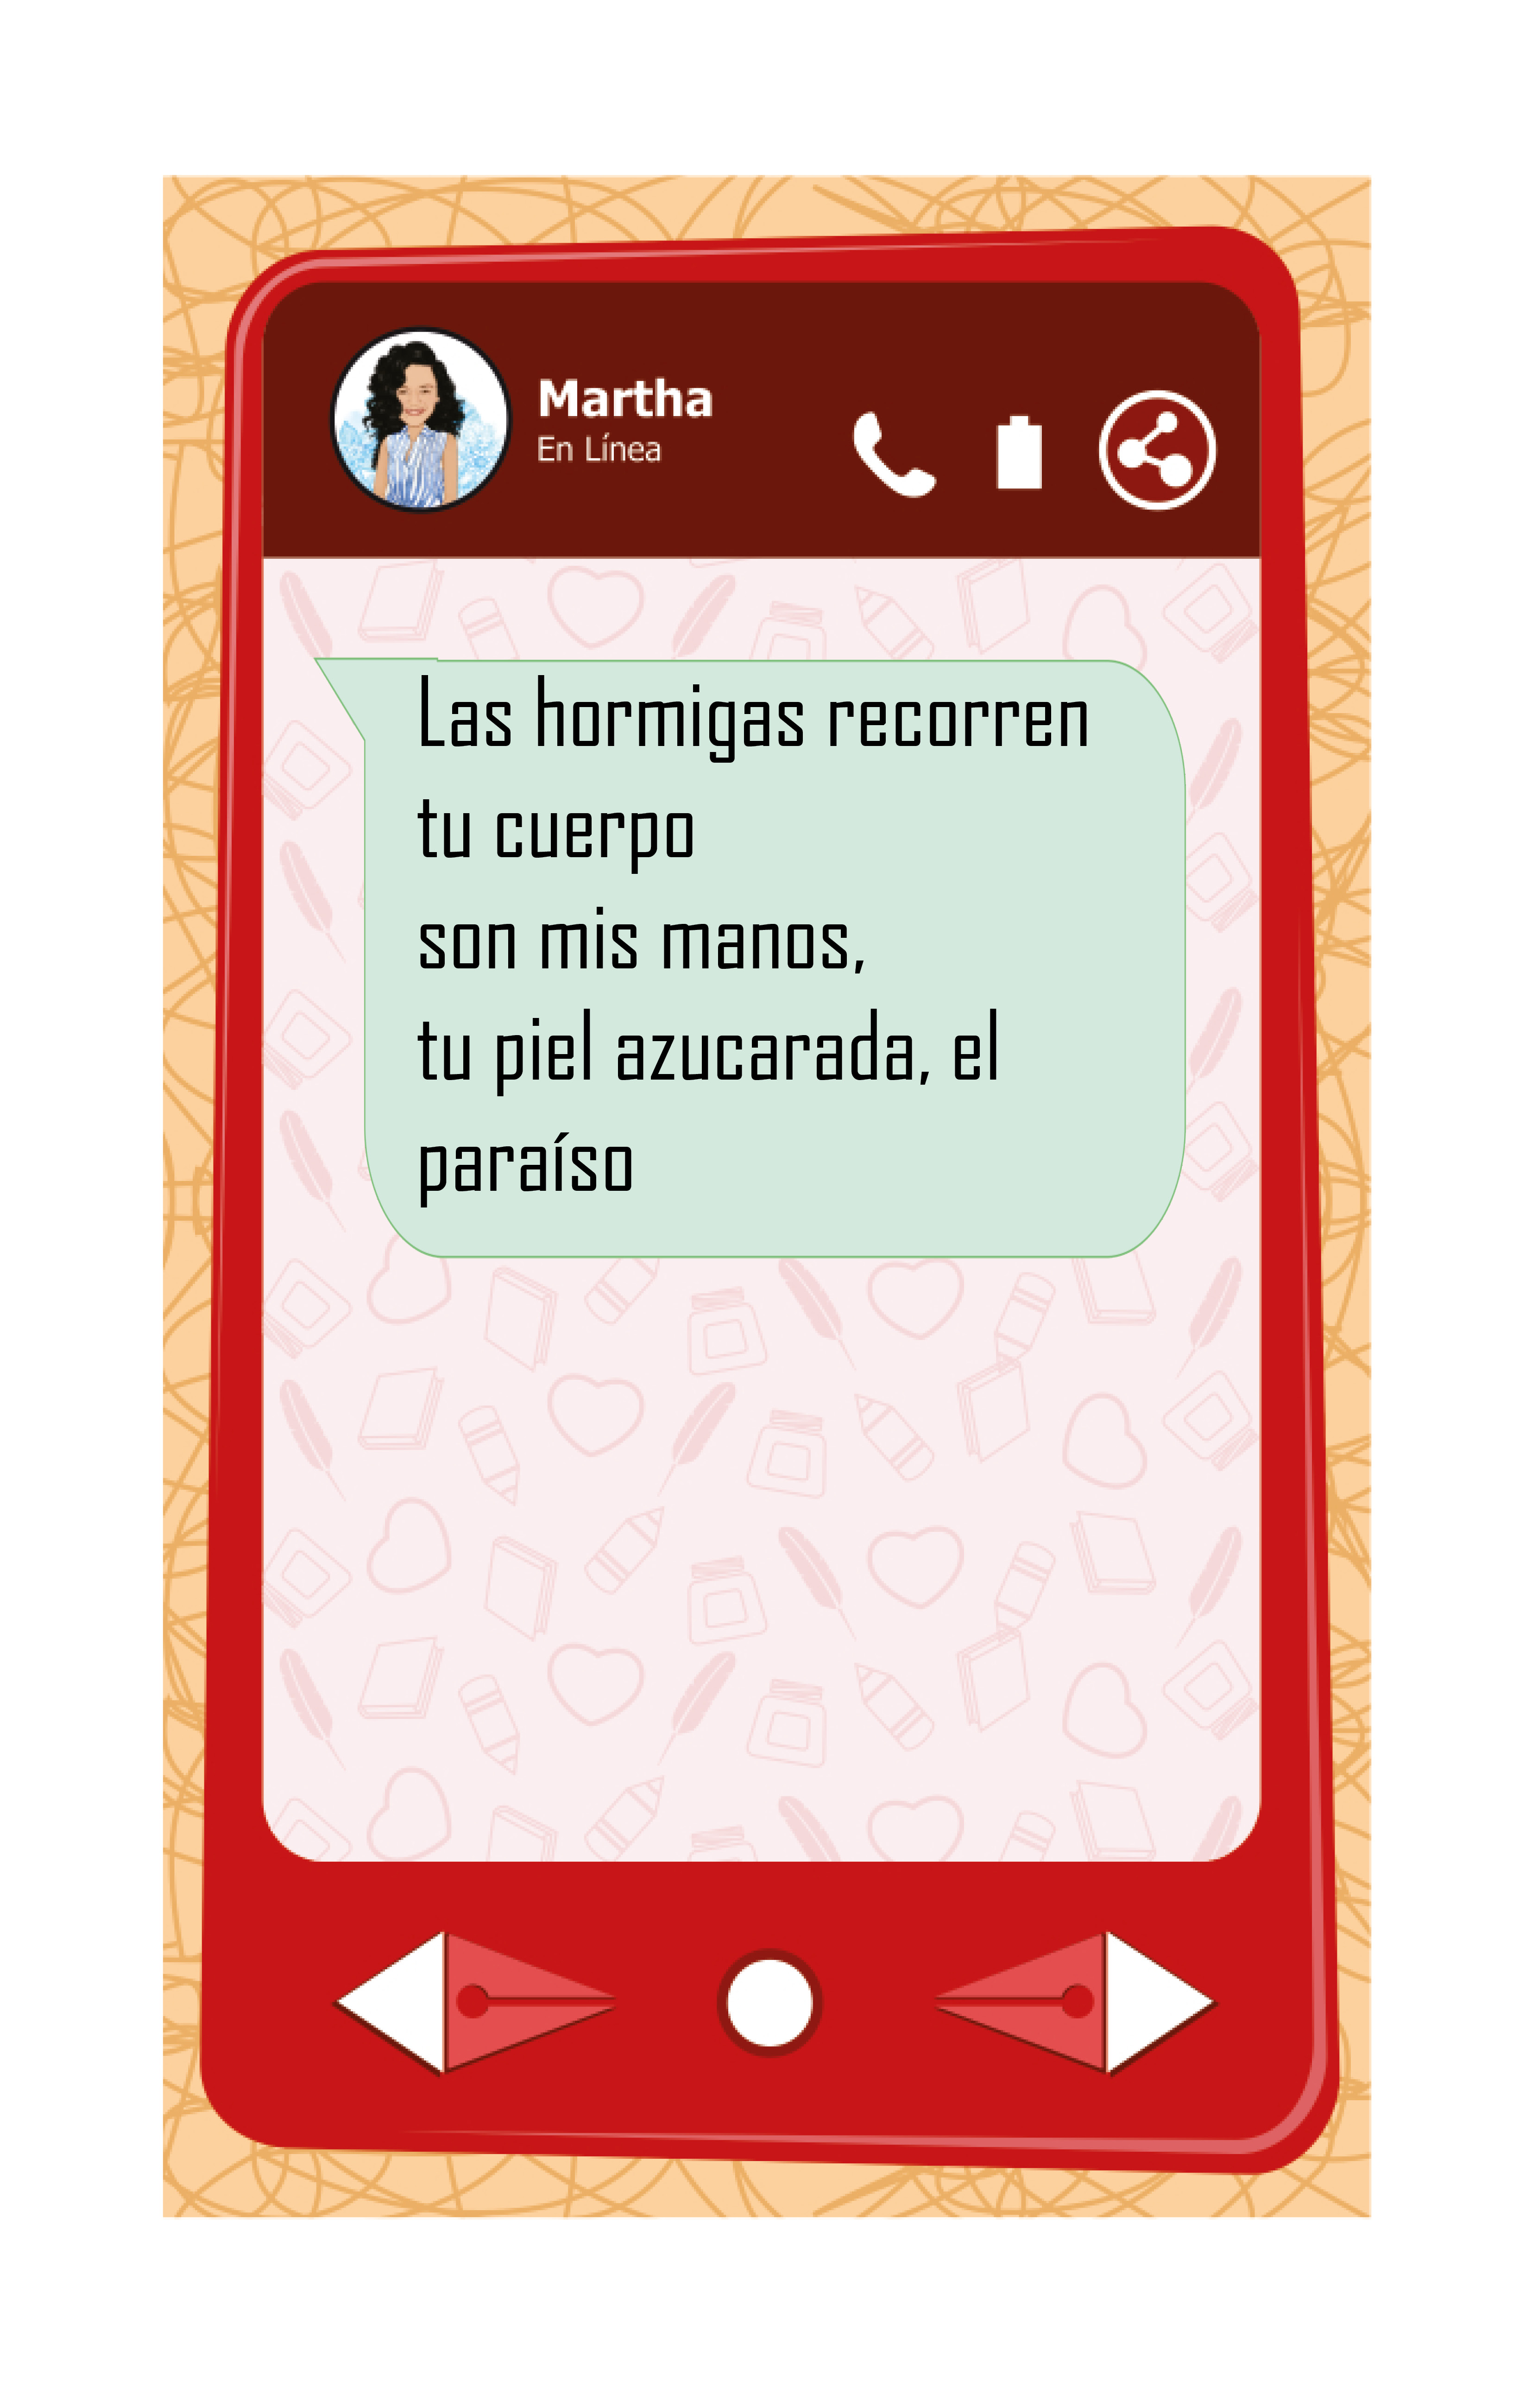 Martha
En Línea
Las hormigas recorren
tu cuerpo
son mis manos,
tu piel azucarada, el
paraíso